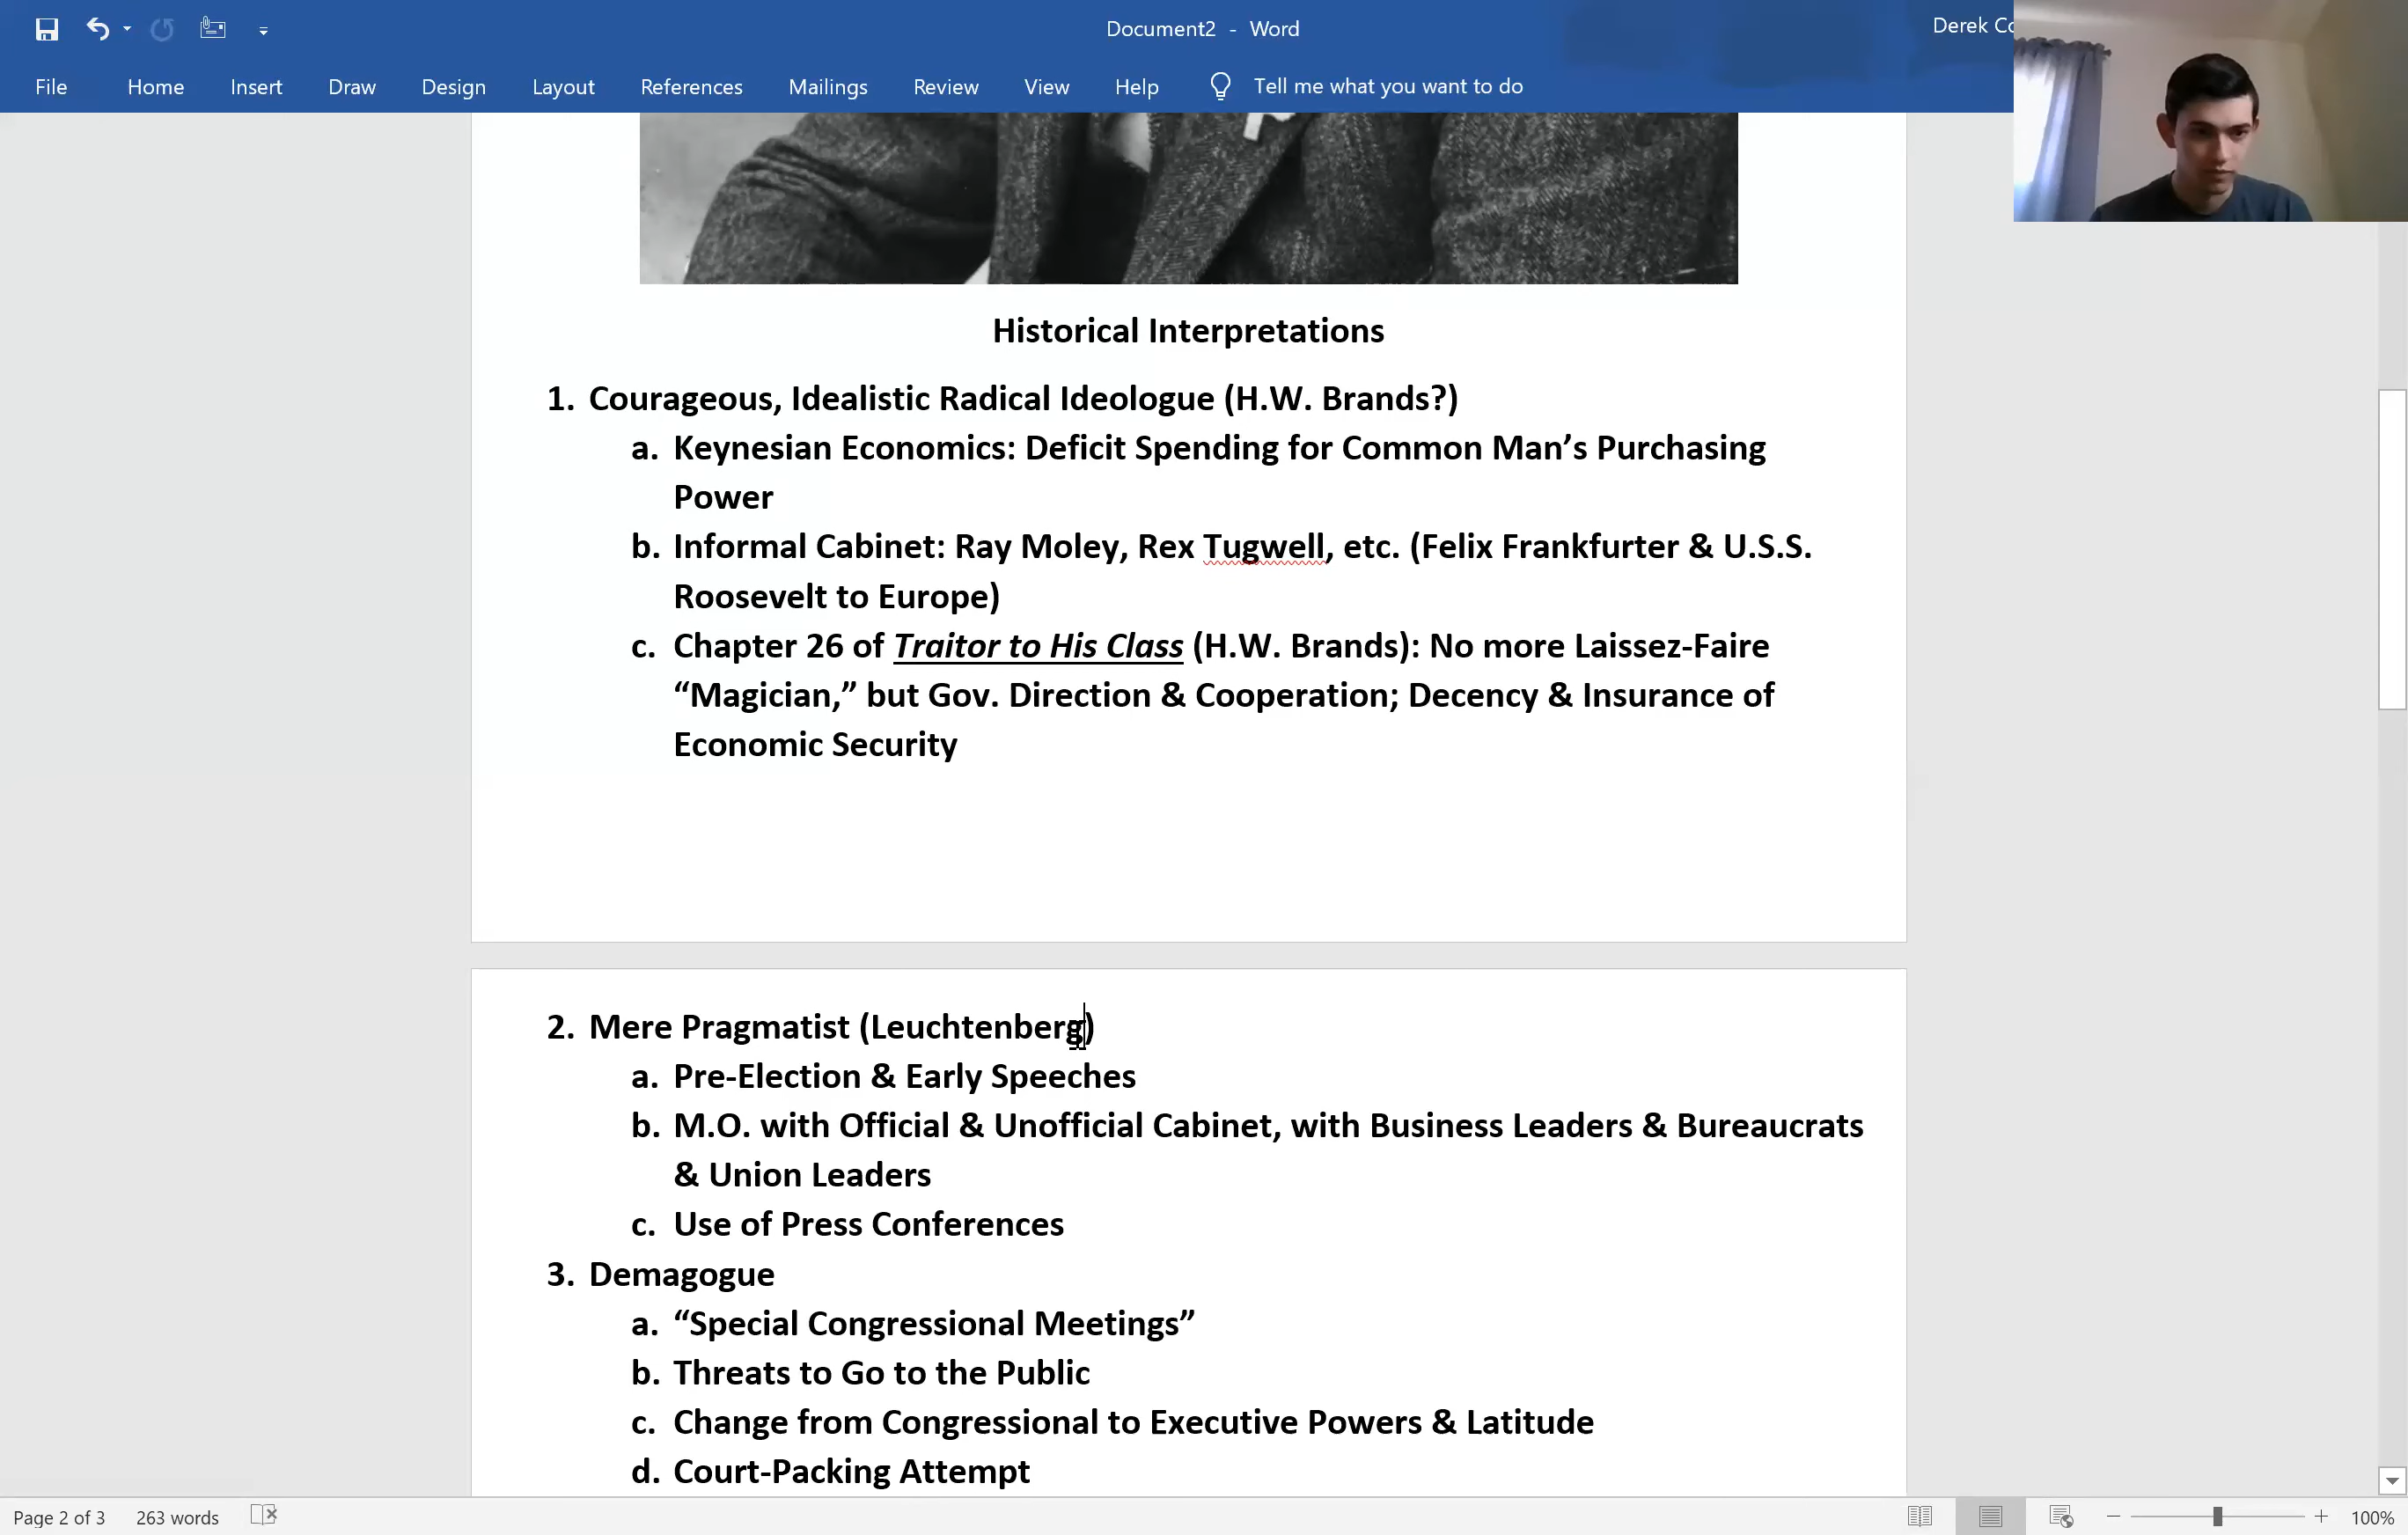 Document2 - Word
Derek Co
File Home Insert Draw Design Layout References Mailings Review View Help Tell me what you want to do
Historical Interpretations
1. Courageous, Idealistic Radical Ideologue (H.W. Brands?)
a. Keynesian Economics: Deficit Spending for Common Man’s Purchasing
Power
b. Informal Cabinet: Ray Moley, Rex Tugwell, etc. (Felix Frankfurter & U.S.S.
Roosevelt to Europe)
c. Chapter 26 of Traitor to His Class (H.W. Brands): No more Laissez-Faire
“Magician,” but Gov. Direction & Cooperation; Decency & Insurance of
Economic Security
2. Mere Pragmatist (Leuchtenberg)
a. Pre-Election & Early Speeches
b. M.O. with Official & Unofficial Cabinet, with Business Leaders & Bureaucrats
& Union Leaders
c. Use of Press Conferences
3. Demagogue
a. “Special Congressional Meetings”
b. Threats to Go to the Public
c. Change from Congressional to Executive Powers & Latitude
d. Court-Packing Attempt
Page 2 of 3 263 words 100%